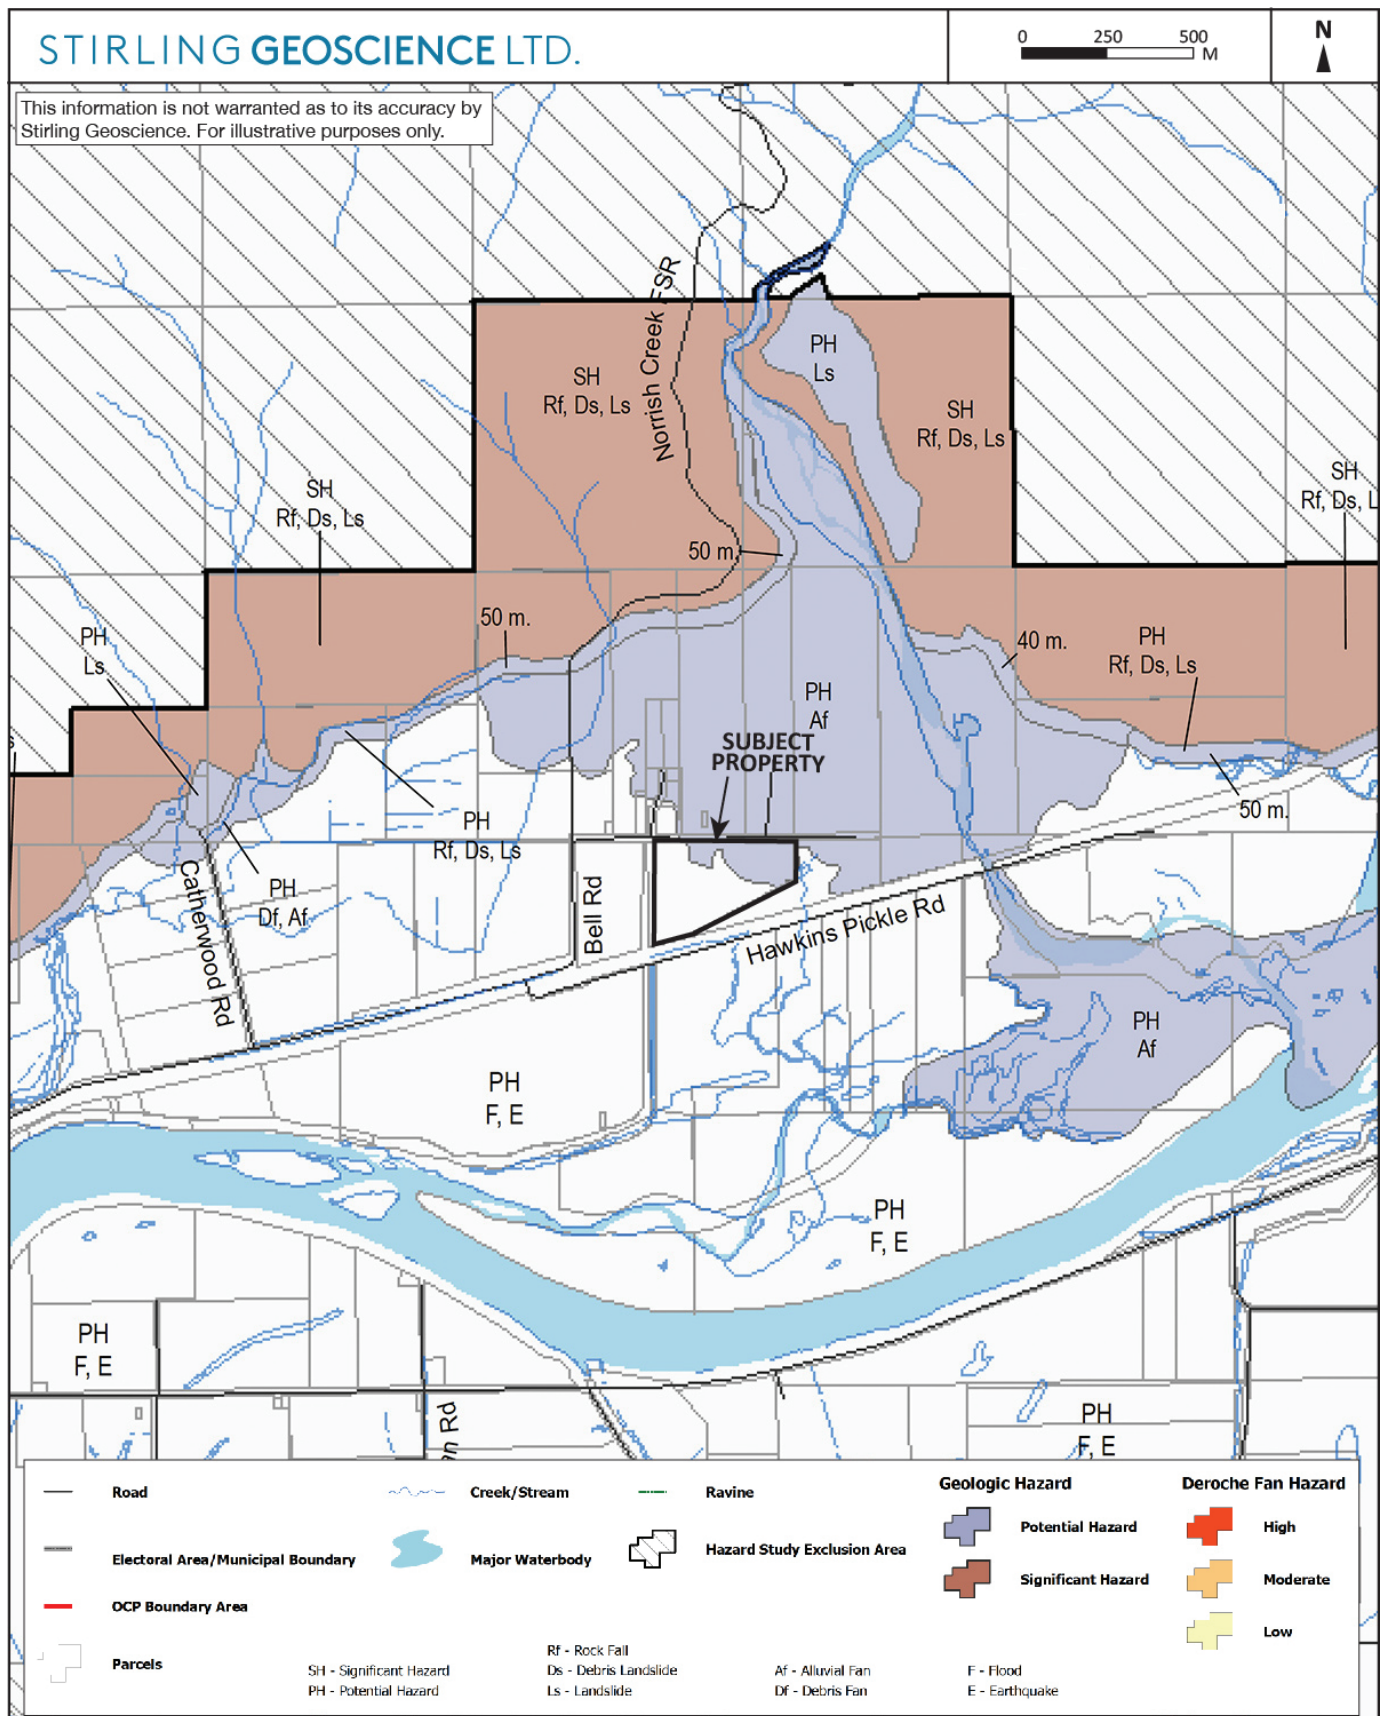 STIRLING GEOSCIENCE LTD.
0 250 500
M
N
This information is not warranted as to its accuracy by
Stirling Geoscience. For illustrative purposes only.
Norrish Creek FSR
PH
Ls
SH
Rf, Ds, Ls
SH
Rf, Ds, Ls
SH
Rf, Ds, Ls
SH
Rf, Ds, L
50 m.
50 m.
40 m.
PH
Ls
PH
Rf, Ds, Ls
PH
Af
SUBJECT
PROPERTY
50 m.
PH
Rf, Ds, Ls
PH
Df, Af
Catherwood Rd
Bell Rd
Hawkins Pickle Rd
PH
Af
PH
F, E
PH
F, E
PH
F, E
PH
F, E
Rd
Road
Creek/Stream
Ravine
Geologic Hazard
Deroche Fan Hazard
Potential Hazard
High
Electoral Area/Municipal Boundary
Major Waterbody
Hazard Study Exclusion Area
Significant Hazard
Moderate
OCP Boundary Area
Low
Parcels
Rf - Rock Fall
SH - Significant Hazard
Ds - Debris Landslide
Af - Alluvial Fan
F - Flood
PH - Potential Hazard
Ls - Landslide
Df - Debris Fan
E - Earthquake